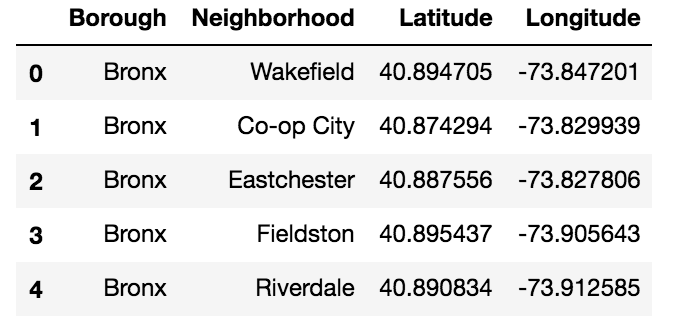 Borough Neighborhood Latitude Longitude
0 Bronx Wakefield 40.894705 -73.847201
1 Bronx Co-op City 40.874294 -73.829939
2 Bronx Eastchester 40.887556 -73.827806
3 Bronx Fieldston 40.895437 -73.905643
4 Bronx Riverdale 40.890834 -73.912585